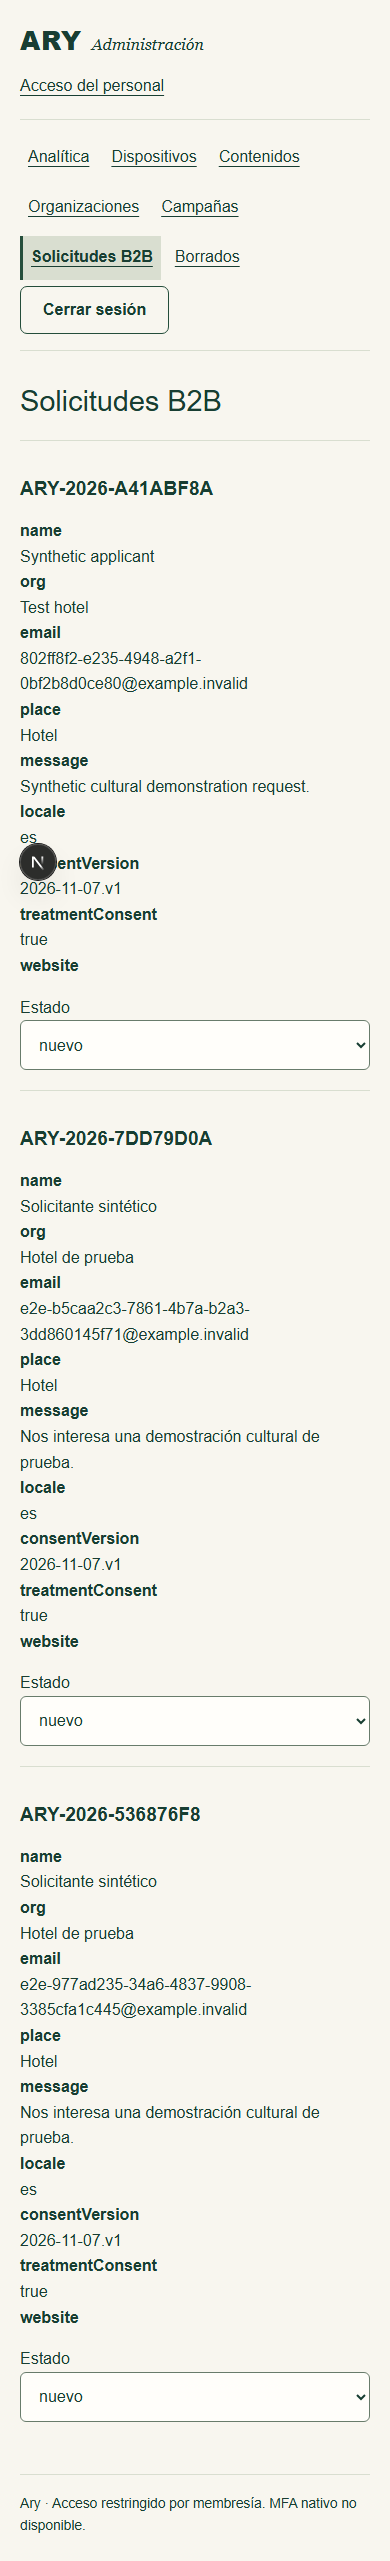 ARY Administración
Acceso del personal
Analítica Dispositivos Contenidos
Organizaciones Campañas
Solicitudes B2B Borrados
Cerrar sesión
Solicitudes B2B
ARY-2026-A41ABF8A
name
Synthetic applicant
org
Test hotel
email
802ff8f2-e235-4948-a2f1-
0bf2b8d0ce80@example.invalid
place
Hotel
message
Synthetic cultural demonstration request.
locale
es
N entVersion
2026-11-07.v1
treatmentConsent
true
website
Estado
nuevo
ARY-2026-7DD79D0A
name
Solicitante sintético
org
Hotel de prueba
email
e2e-b5caa2c3-7861-4b7a-b2a3-
3dd860145f71@example.invalid
place
Hotel
message
Nos interesa una demostración cultural de
prueba.
locale
es
consentVersion
2026-11-07.v1
treatmentConsent
true
website
Estado
nuevo
ARY-2026-536876F8
name
Solicitante sintético
org
Hotel de prueba
email
e2e-977ad235-34a6-4837-9908-
3385cfa1c445@example.invalid
place
Hotel
message
Nos interesa una demostración cultural de
prueba.
locale
es
consentVersion
2026-11-07.v1
treatmentConsent
true
website
Estado
nuevo
Ary · Acceso restringido por membresía. MFA nativo no
disponible.